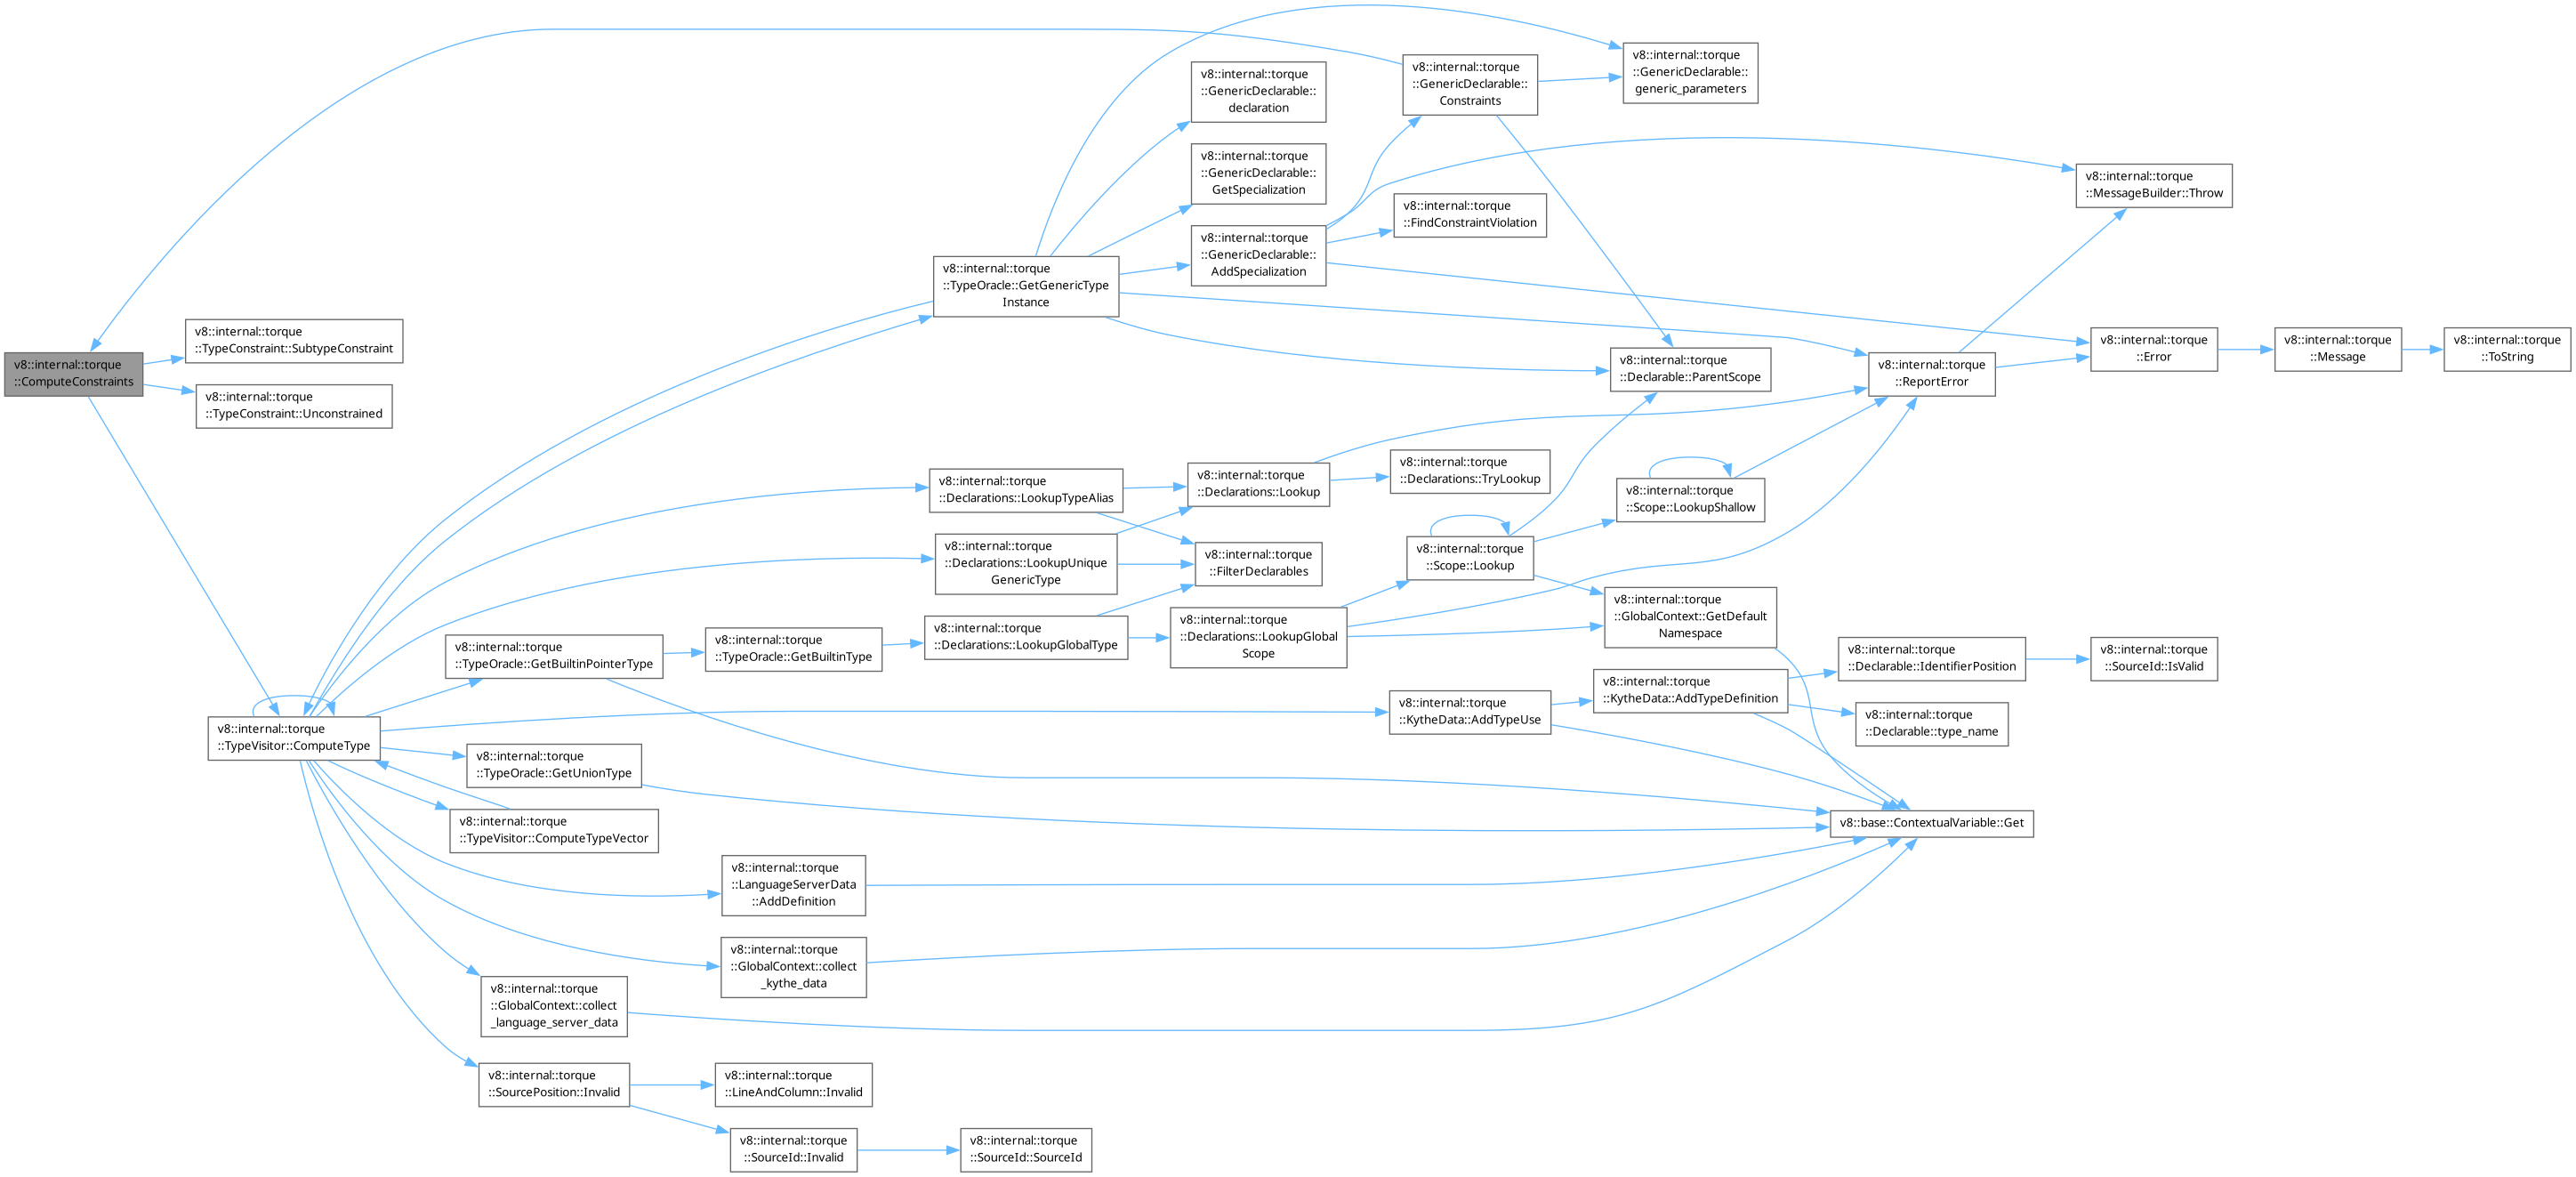 v8::internal::torque
::ComputeConstraints
v8::internal::torque
::TypeConstraint::SubtypeConstraint
v8::internal::torque
::TypeConstraint::Unconstrained
v8::internal::torque
::TypeVisitor::ComputeType
v8::internal::torque
::TypeOracle::GetBuiltinPointerType
v8::internal::torque
::TypeOracle::GetUnionType
v8::internal::torque
::TypeVisitor::ComputeTypeVector
v8::internal::torque
::GlobalContext::collect
_language_server_data
v8::internal::torque
::SourcePosition::Invalid
v8::internal::torque
::TypeOracle::GetBuiltinType
v8::internal::torque
::LanguageServerData
::AddDefinition
v8::internal::torque
::GlobalContext::collect
_kythe_data
v8::internal::torque
::LineAndColumn::Invalid
v8::internal::torque
::SourceId::Invalid
v8::internal::torque
::TypeOracle::GetGenericType
Instance
v8::internal::torque
::Declarations::LookupTypeAlias
v8::internal::torque
::Declarations::LookupUnique
GenericType
v8::internal::torque
::Declarations::LookupGlobalType
v8::internal::torque
::SourceId::SourceId
v8::internal::torque
::GenericDeclarable::
declaration
v8::internal::torque
::GenericDeclarable::
GetSpecialization
v8::internal::torque
::GenericDeclarable::
AddSpecialization
v8::internal::torque
::Declarations::Lookup
v8::internal::torque
::FilterDeclarables
v8::internal::torque
::Declarations::LookupGlobal
Scope
v8::internal::torque
::GenericDeclarable::
Constraints
v8::internal::torque
::FindConstraintViolation
v8::internal::torque
::Declarations::TryLookup
v8::internal::torque
::Scope::Lookup
v8::internal::torque
::KytheData::AddTypeUse
v8::internal::torque
::GenericDeclarable::
generic_parameters
v8::internal::torque
::Declarable::ParentScope
v8::internal::torque
::Scope::LookupShallow
v8::internal::torque
::GlobalContext::GetDefault
Namespace
v8::internal::torque
::KytheData::AddTypeDefinition
v8::internal::torque
::ReportError
v8::internal::torque
::Declarable::IdentifierPosition
v8::internal::torque
::Declarable::type_name
v8::base::ContextualVariable::Get
v8::internal::torque
::MessageBuilder::Throw
v8::internal::torque
::Error
v8::internal::torque
::SourceId::IsValid
v8::internal::torque
::Message
v8::internal::torque
::ToString